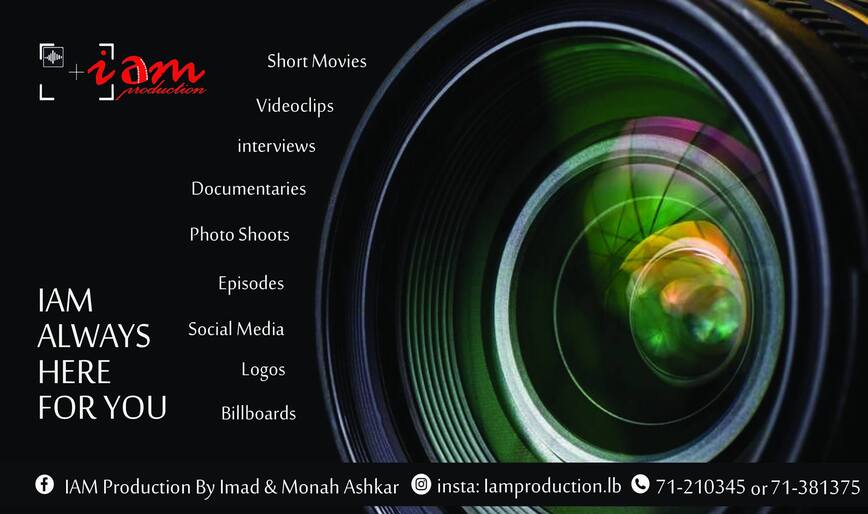 iam
production
Short Movies
Videoclips
interviews
Documentaries
Photo Shoots
Episodes
Social Media
Logos
Billboards
IAM
ALWAYS
HERE
FOR YOU
IAM Production By Imad & Monah Ashkar insta: Iamproduction.lb 71-210345 or 71-381375